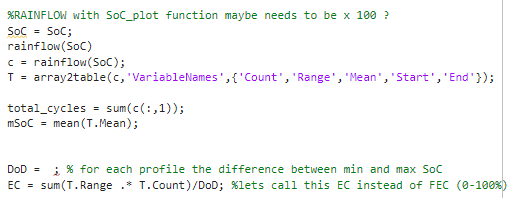 %RAINFLOW with SoC_plot function maybe needs to be x 100 ?
SoC = SoC;
rainflow(SoC)
c = rainflow(SoC);
T = array2table(c,'VariableNames',{'Count','Range','Mean','Start','End'});
total_cycles = sum(c(:,1));
mSoC = mean(T.Mean);
DoD =  ; % for each profile the difference between min and max SoC
EC = sum(T.Range .* T.Count)/DoD; %lets call this EC instead of FEC (0-100%)